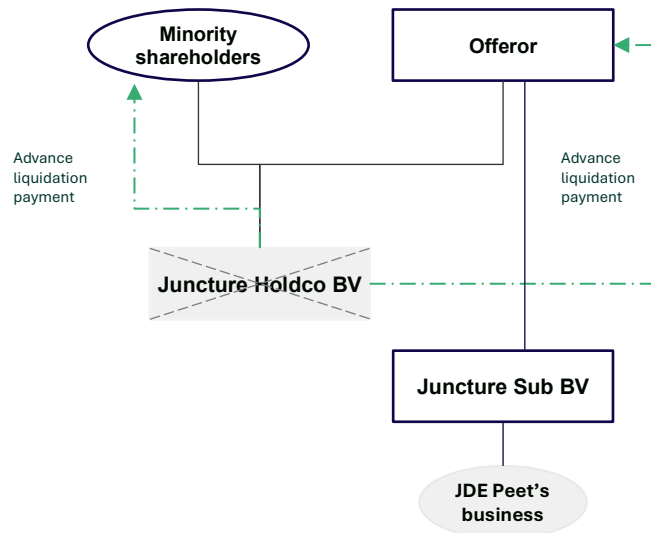 Minority
shareholders
Offeror
Advance
liquidation
payment
Advance
liquidation
payment
Juncture Holdco BV
Juncture Sub BV
JDE Peet’s
business